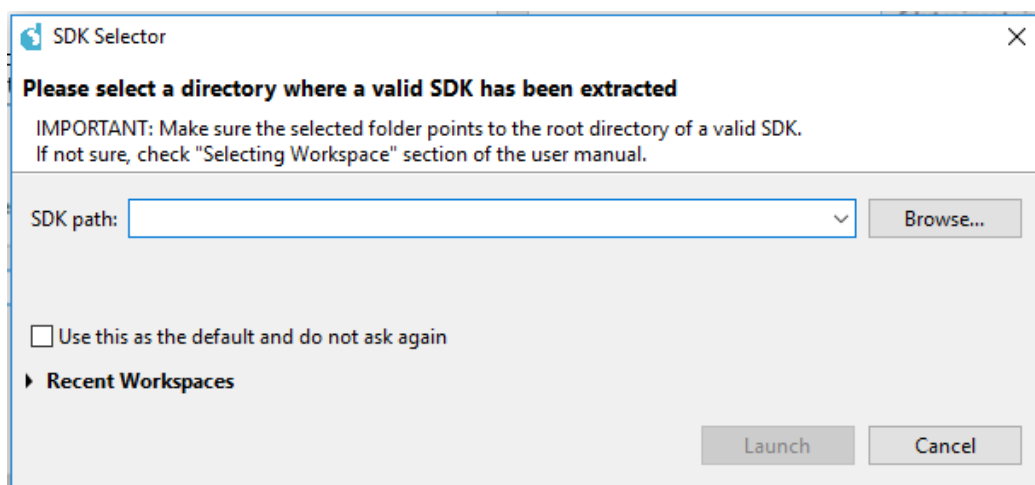 SDK Selector
Please select a directory where a valid SDK has been extracted
IMPORTANT: Make sure the selected folder points to the root directory of a valid SDK.
If not sure, check "Selecting Workspace" section of the user manual.
SDK path:
Browse...
Use this as the default and do not ask again
Recent Workspaces
Launch
Cancel